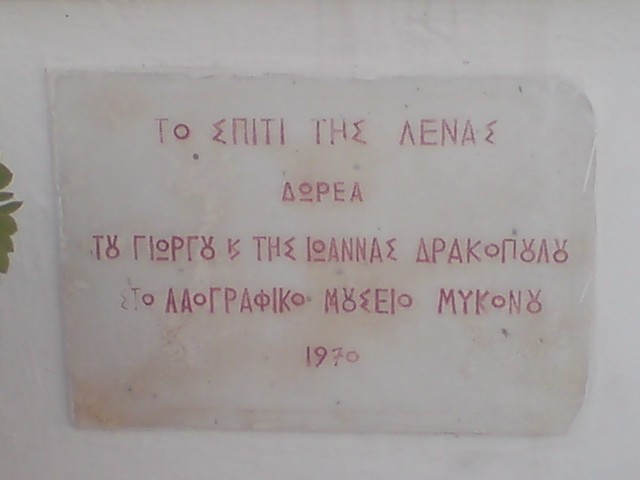 ΤΟ ΣΠΙΤΙ ΤΗΣ ΛΕΝΑΣ
ΔΩΡΕΑ
ΤȢ ΓΙΩΡΓȢ ϗ ΤΗΣ ΙΩΑΝΝΑΣ ΔΡΑΚΟΠȢΛȢ
ΣΤΟ ΛΑΟΓΡΑΦΙΚΟ ΜȢΣΕΙΟ ΜΥΚΟΝȢ
1970